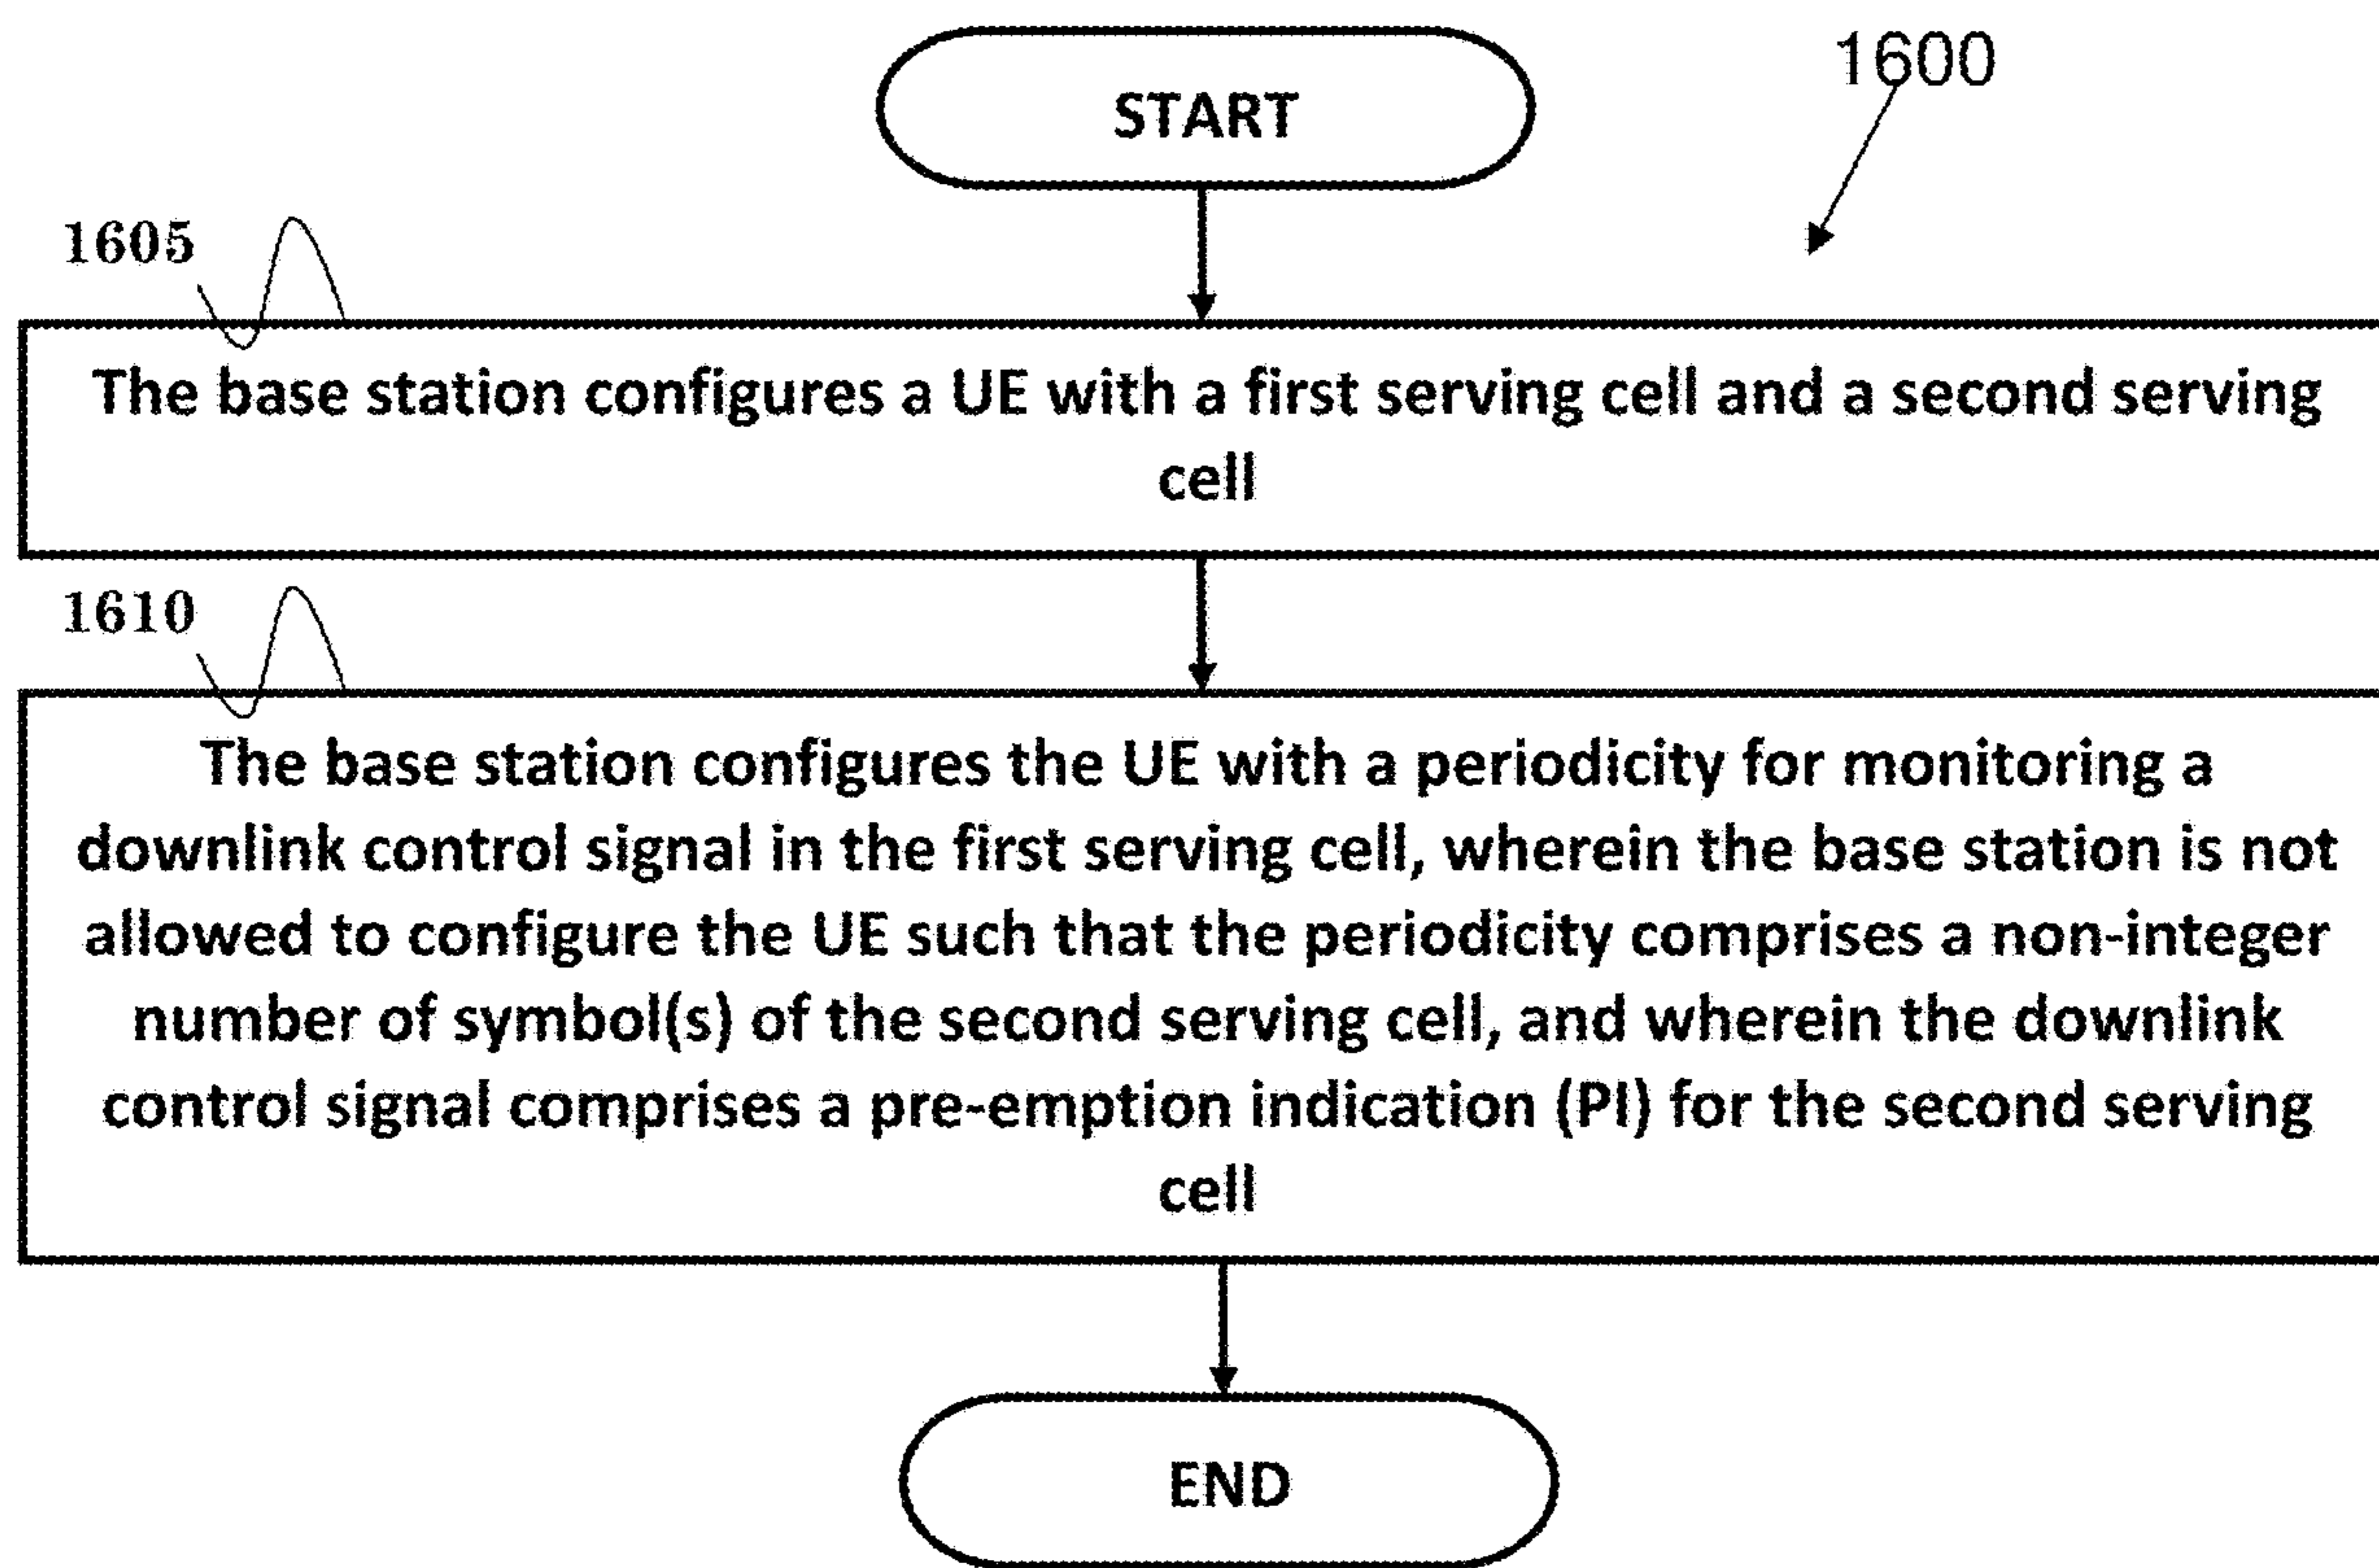 START
1600
1605
The base station configures a UE with a first serving cell and a second serving
cell
1610
The base station configures the UE with a periodicity for monitoring a
downlink control signal in the first serving cell, wherein the base station is not
allowed to configure the UE such that the periodicity comprises a non-integer
number of symbol(s) of the second serving cell, and wherein the downlink
control signal comprises a pre-emption indication (PI) for the second serving
cell
END